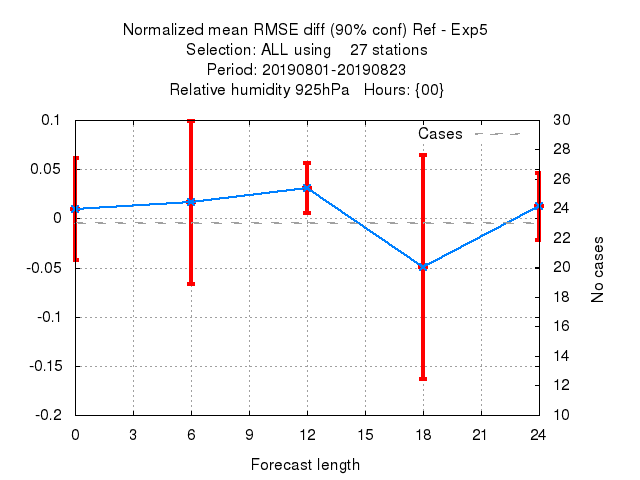 Normalized mean RMSE diff (90% conf) Ref - Exp5
Selection: ALL using    27 stations
Period: 20190801-20190823
Relative humidity 925hPa   Hours: {00}
0.1
0.05
0
-0.05
-0.1
-0.15
-0.2
Cases
30
28
26
24
22
20
18
16
14
12
10
No cases
0 3 6 9 12 15 18 21 24
Forecast length